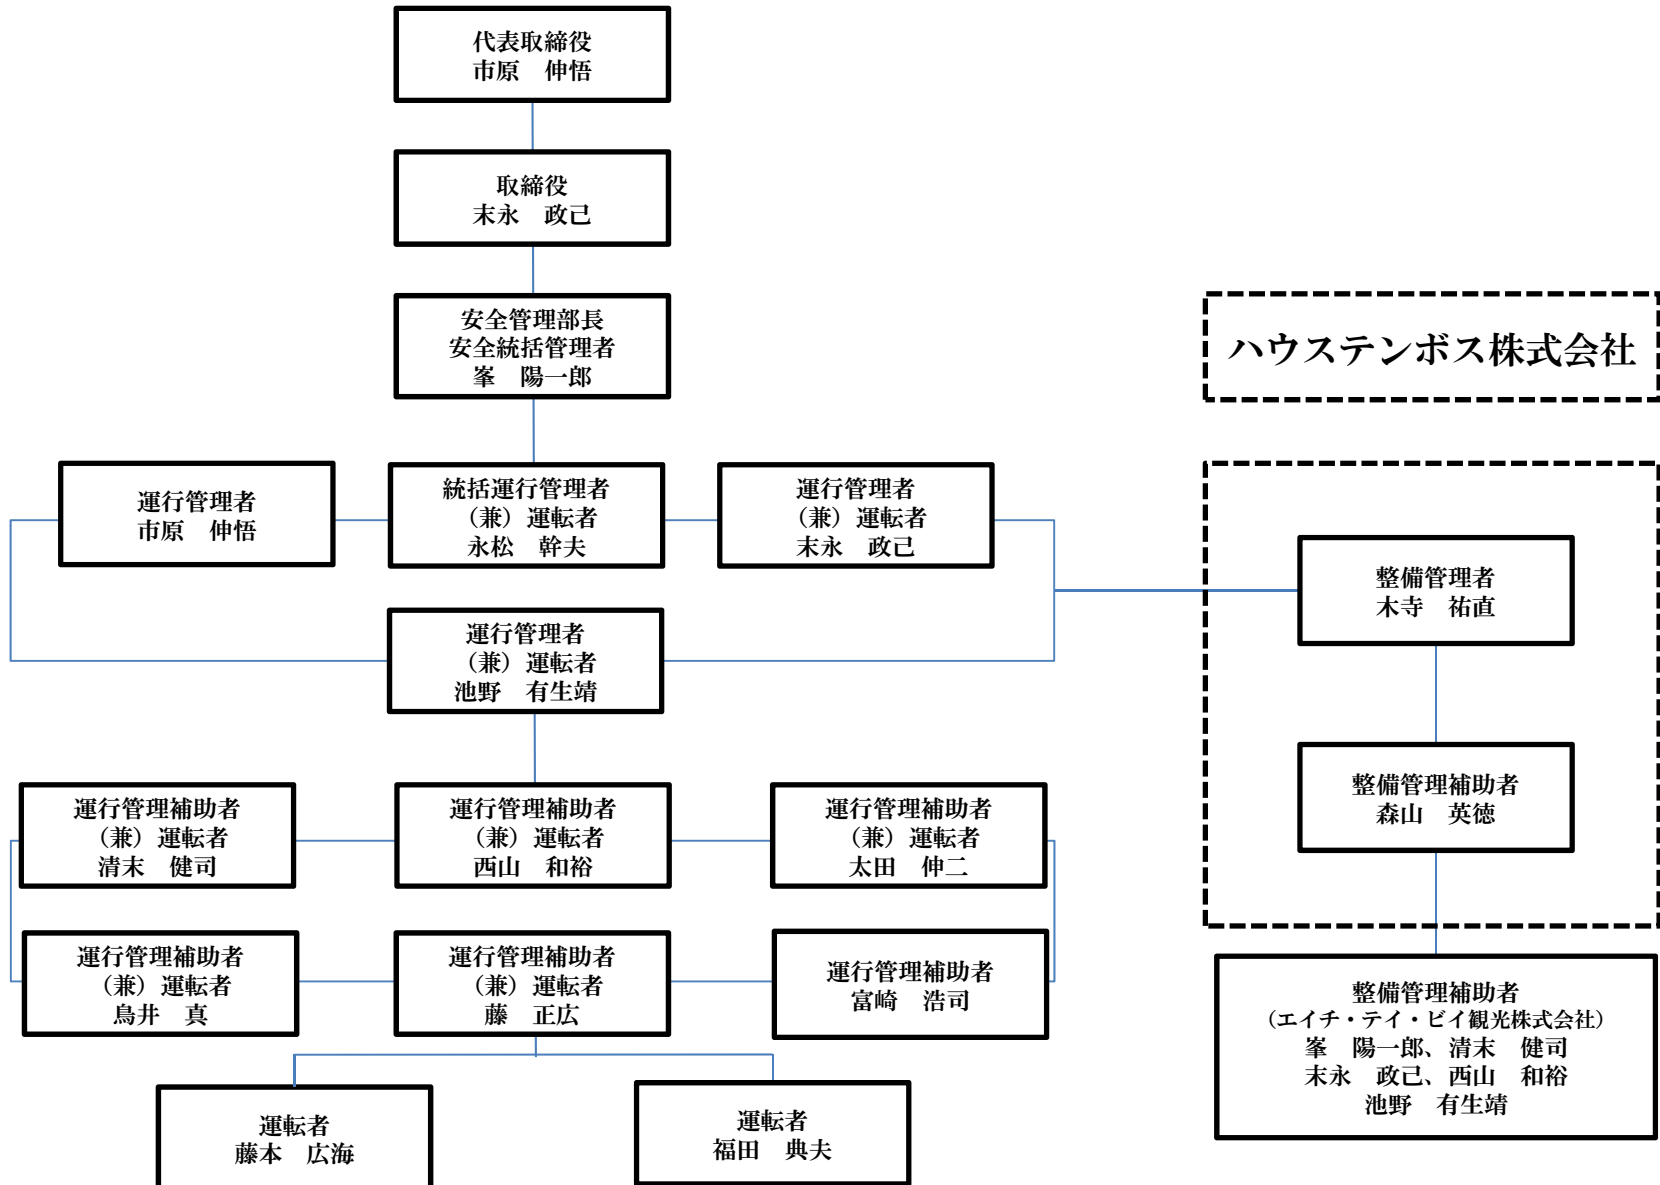 代表取締役
市原　伸悟
取締役
末永　政己
安全管理部長
安全統括管理者
峯　陽一郎
ハウステンボス株式会社
運行管理者
市原　伸悟
統括運行管理者
（兼）運転者
永松　幹夫
運行管理者
（兼）運転者
末永　政己
整備管理者
木寺　祐直
運行管理者
（兼）運転者
池野　有生靖
整備管理補助者
森山　英徳
運行管理補助者
（兼）運転者
清末　健司
運行管理補助者
（兼）運転者
西山　和裕
運行管理補助者
（兼）運転者
太田　伸二
運行管理補助者
（兼）運転者
鳥井　真
運行管理補助者
（兼）運転者
藤　正広
運行管理補助者
富崎　浩司
整備管理補助者
（エイチ・テイ・ビイ観光株式会社）
峯　陽一郎、清末　健司
末永　政己、西山　和裕
池野　有生靖
運転者
藤本　広海
運転者
福田　典夫